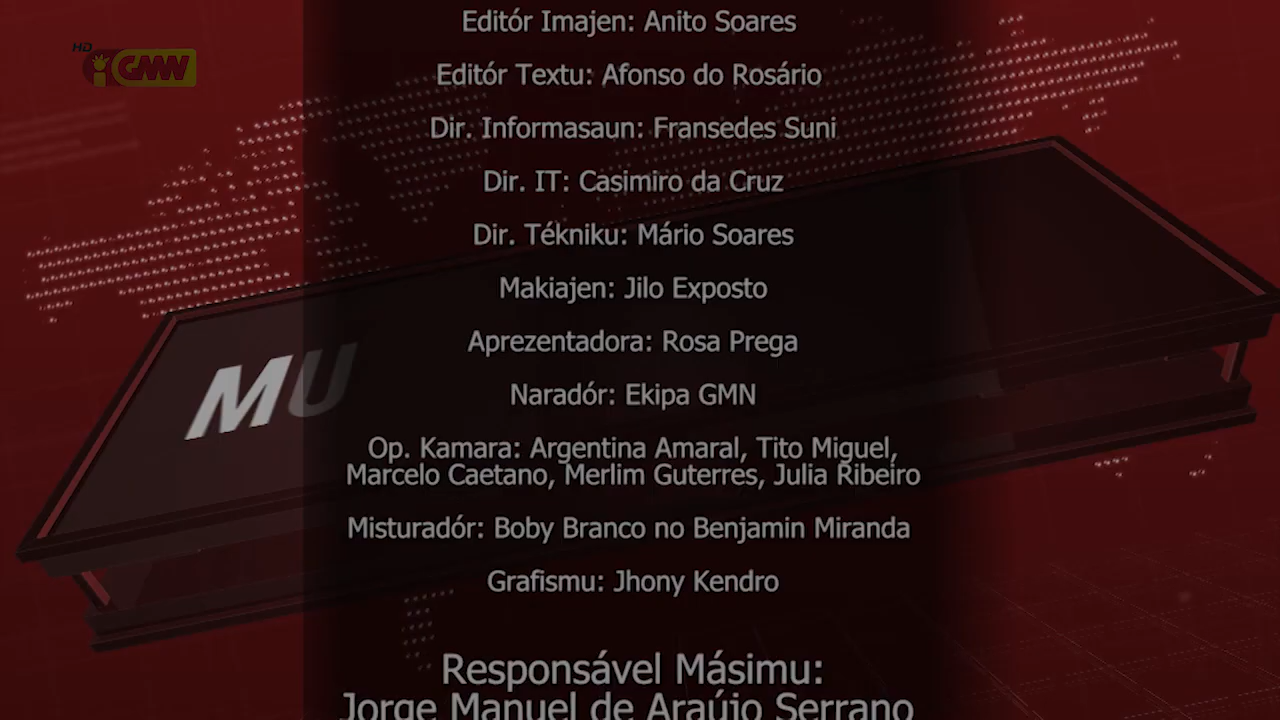 HD
GMN
Editór Imajen: Anito Soares
Editór Textu: Afonso do Rosário
Dir. Informasaun: Fransedes Suni
Dir. IT: Casimiro da Cruz
Dir. Tékniku: Mário Soares
Makiajen: Jilo Exposto
Aprezentadora: Rosa Prega
MU
Naradór: Ekipa GMN
Op. Kamara: Argentina Amaral, Tito Miguel,
Marcelo Caetano, Merlim Guterres, Julia Ribeiro
Misturadór: Boby Branco no Benjamin Miranda
Grafismu: Jhony Kendro
Responsável Másimu:
Jorge Manuel de Araújo Serrano